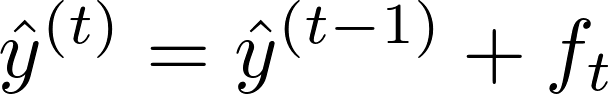 ŷ^(t) = ŷ^(t−1) + f_t